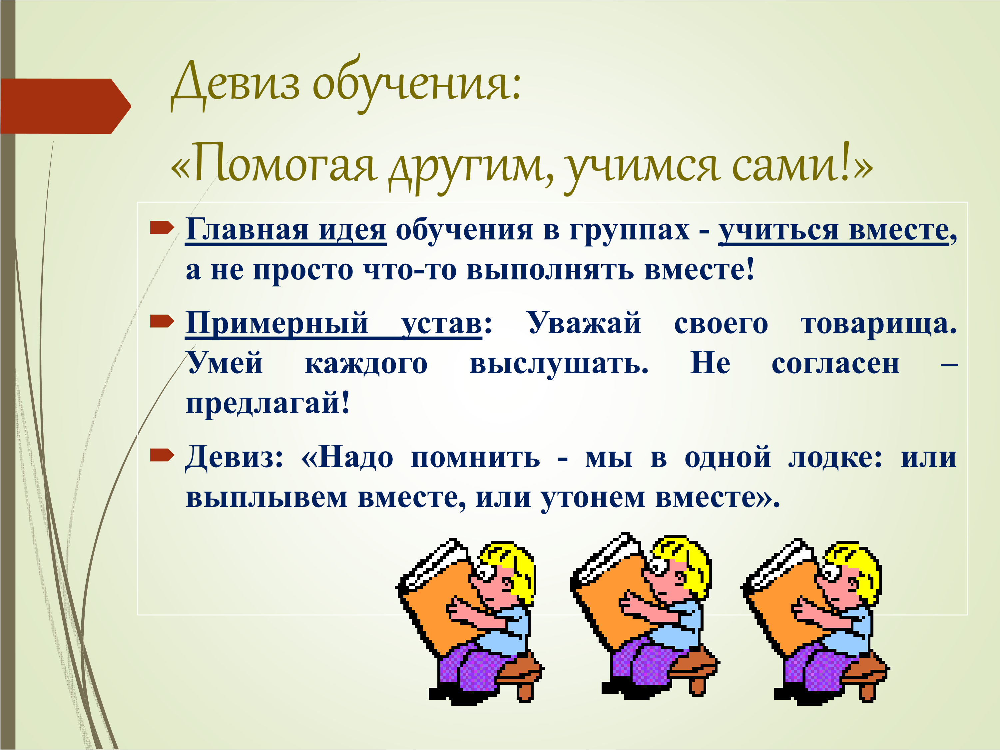 Девиз обучения:
«Помогая другим, учимся сами!»
Главная идея обучения в группах - учиться вместе,
а не просто что-то выполнять вместе!
Примерный устав: Уважай своего товарища.
Умей каждого выслушать. Не согласен –
предлагай!
Девиз: «Надо помнить - мы в одной лодке: или
выплывем вместе, или утонем вместе».